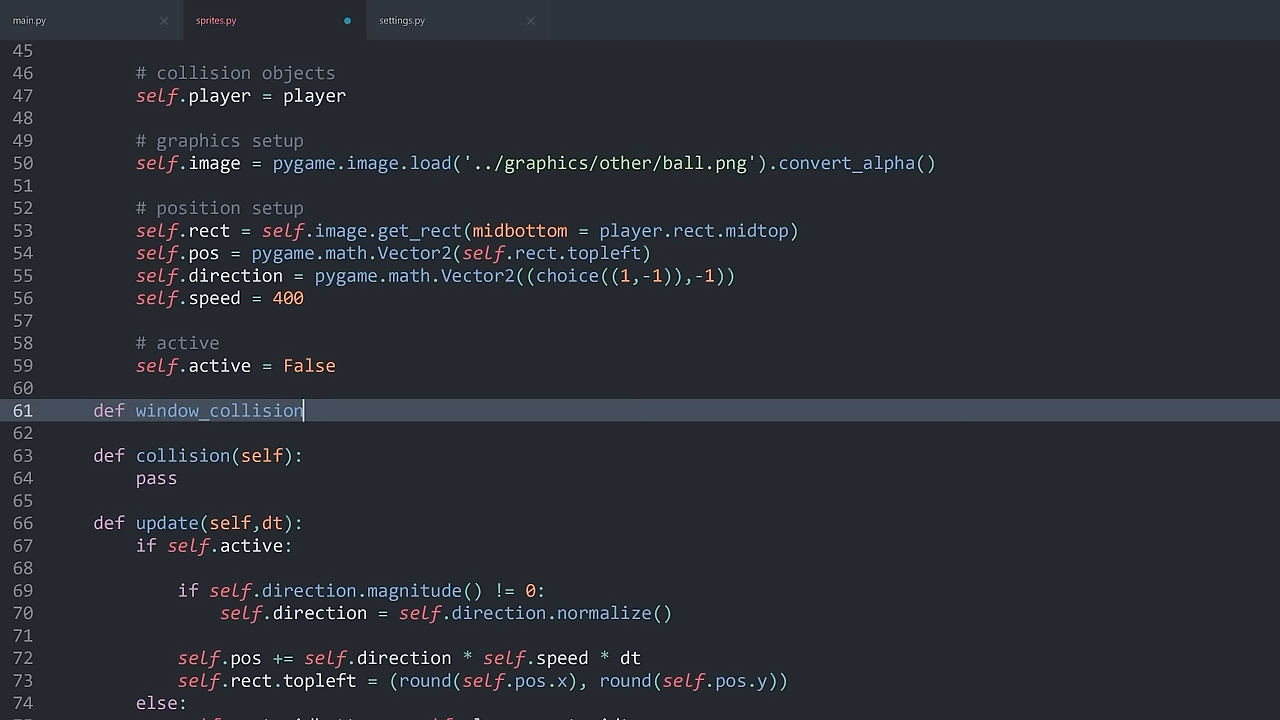 main.py sprites.py settings.py
45
46 # collision objects
47 self.player = player
48
49 # graphics setup
50 self.image = pygame.image.load('../graphics/other/ball.png').convert_alpha()
51
52 # position setup
53 self.rect = self.image.get_rect(midbottom = player.rect.midtop)
54 self.pos = pygame.math.Vector2(self.rect.topleft)
55 self.direction = pygame.math.Vector2((choice((1,-1)),-1))
56 self.speed = 400
57
58 # active
59 self.active = False
60
61 def window_collision
62
63 def collision(self):
64 pass
65
66 def update(self,dt):
67 if self.active:
68
69 if self.direction.magnitude() != 0:
70 self.direction = self.direction.normalize()
71
72 self.pos += self.direction * self.speed * dt
73 self.rect.topleft = (round(self.pos.x), round(self.pos.y))
74 else: